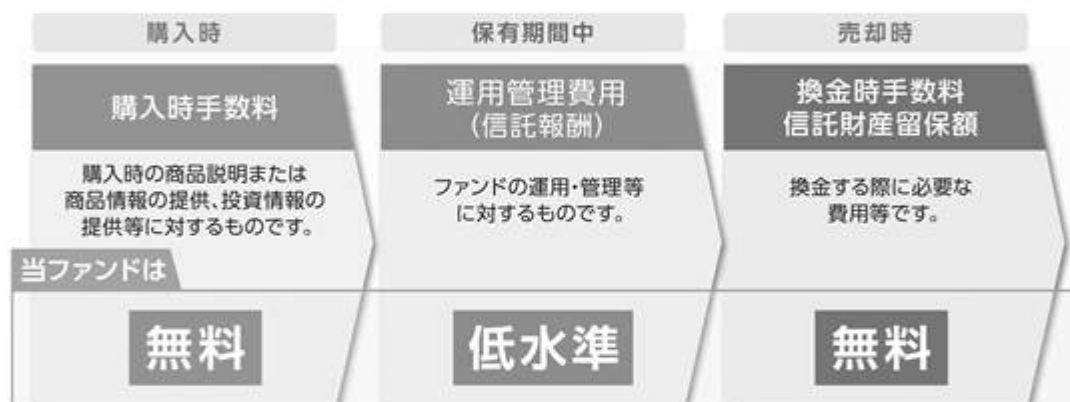 購入時
保有期間中
売却時
購入時手数料
運用管理費用
(信託報酬)
換金時手数料
信託財産留保額
購入時の商品説明または
商品情報の提供、投資情報の
提供等に対するものです。
ファンドの運用・管理等
に対するものです。
換金する際に必要な
費用等です。
当ファンドは
無料
低水準
無料